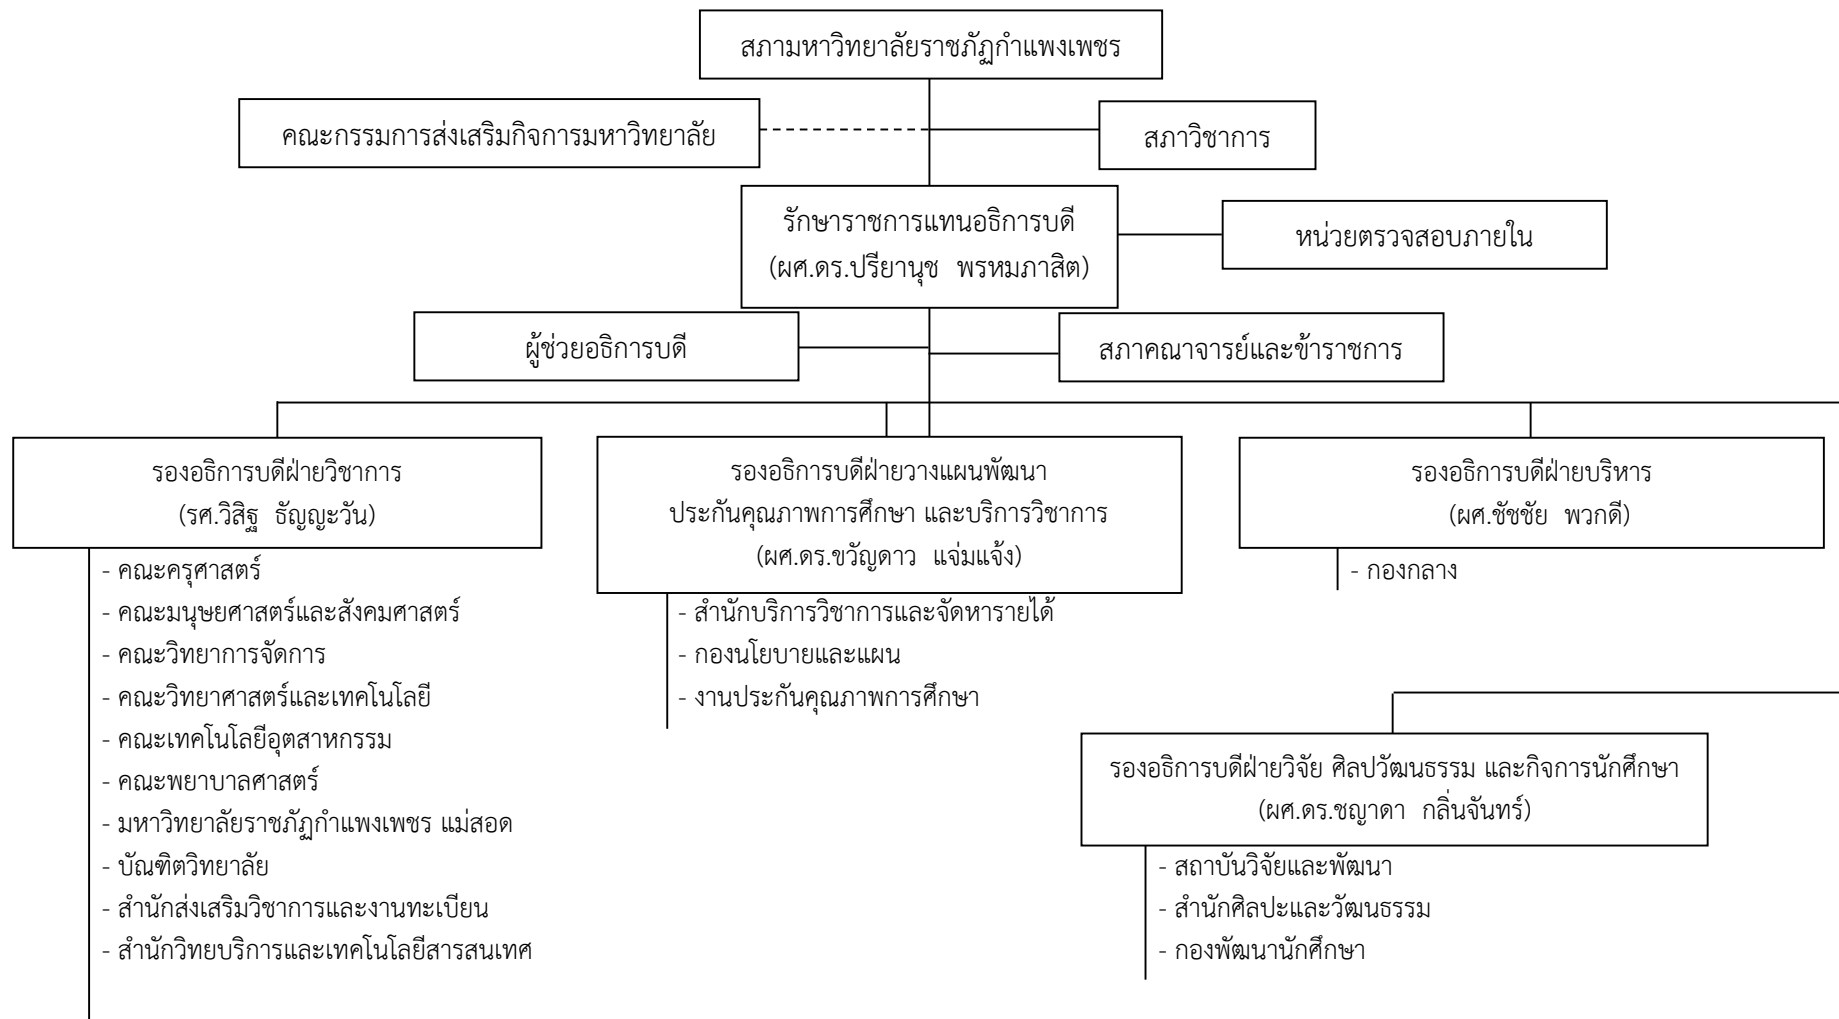 สภามหาวิทยาลัยราชภัฏกำแพงเพชร
คณะกรรมการส่งเสริมกิจการมหาวิทยาลัย
สภาวิชาการ
รักษาราชการแทนอธิการบดี
(ผศ.ดร.ปรียานุช พรหมภาสิต)
หน่วยตรวจสอบภายใน
ผู้ช่วยอธิการบดี
สภาคณาจารย์และข้าราชการ
รองอธิการบดีฝ่ายวิชาการ
(รศ.วิสิฐ ธัญญะวัน)
- คณะครุศาสตร์
- คณะมนุษยศาสตร์และสังคมศาสตร์
- คณะวิทยาการจัดการ
- คณะวิทยาศาสตร์และเทคโนโลยี
- คณะเทคโนโลยีอุตสาหกรรม
- คณะพยาบาลศาสตร์
- มหาวิทยาลัยราชภัฏกำแพงเพชร แม่สอด
- บัณฑิตวิทยาลัย
- สำนักส่งเสริมวิชาการและงานทะเบียน
- สำนักวิทยบริการและเทคโนโลยีสารสนเทศ
รองอธิการบดีฝ่ายวางแผนพัฒนา
ประกันคุณภาพการศึกษา และบริการวิชาการ
(ผศ.ดร.ขวัญดาว แจ่มแจ้ง)
- สำนักบริการวิชาการและจัดหารายได้
- กองนโยบายและแผน
- งานประกันคุณภาพการศึกษา
รองอธิการบดีฝ่ายบริหาร
(ผศ.ชัชชัย พวกดี)
- กองกลาง
รองอธิการบดีฝ่ายวิจัย ศิลปวัฒนธรรม และกิจการนักศึกษา
(ผศ.ดร.ชญาดา กลิ่นจันทร์)
- สถาบันวิจัยและพัฒนา
- สำนักศิลปะและวัฒนธรรม
- กองพัฒนานักศึกษา